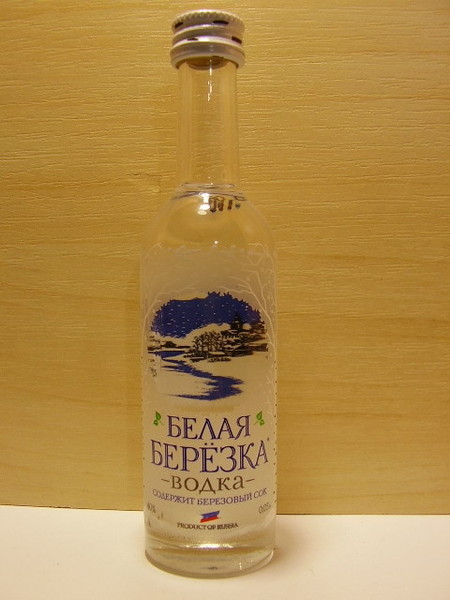 БЕЛАЯ
БЕРЁЗКА
–ВОДКА–
СОДЕРЖИТ БЕРЕЗОВЫЙ СОК
PRODUCT OF RUSSIA